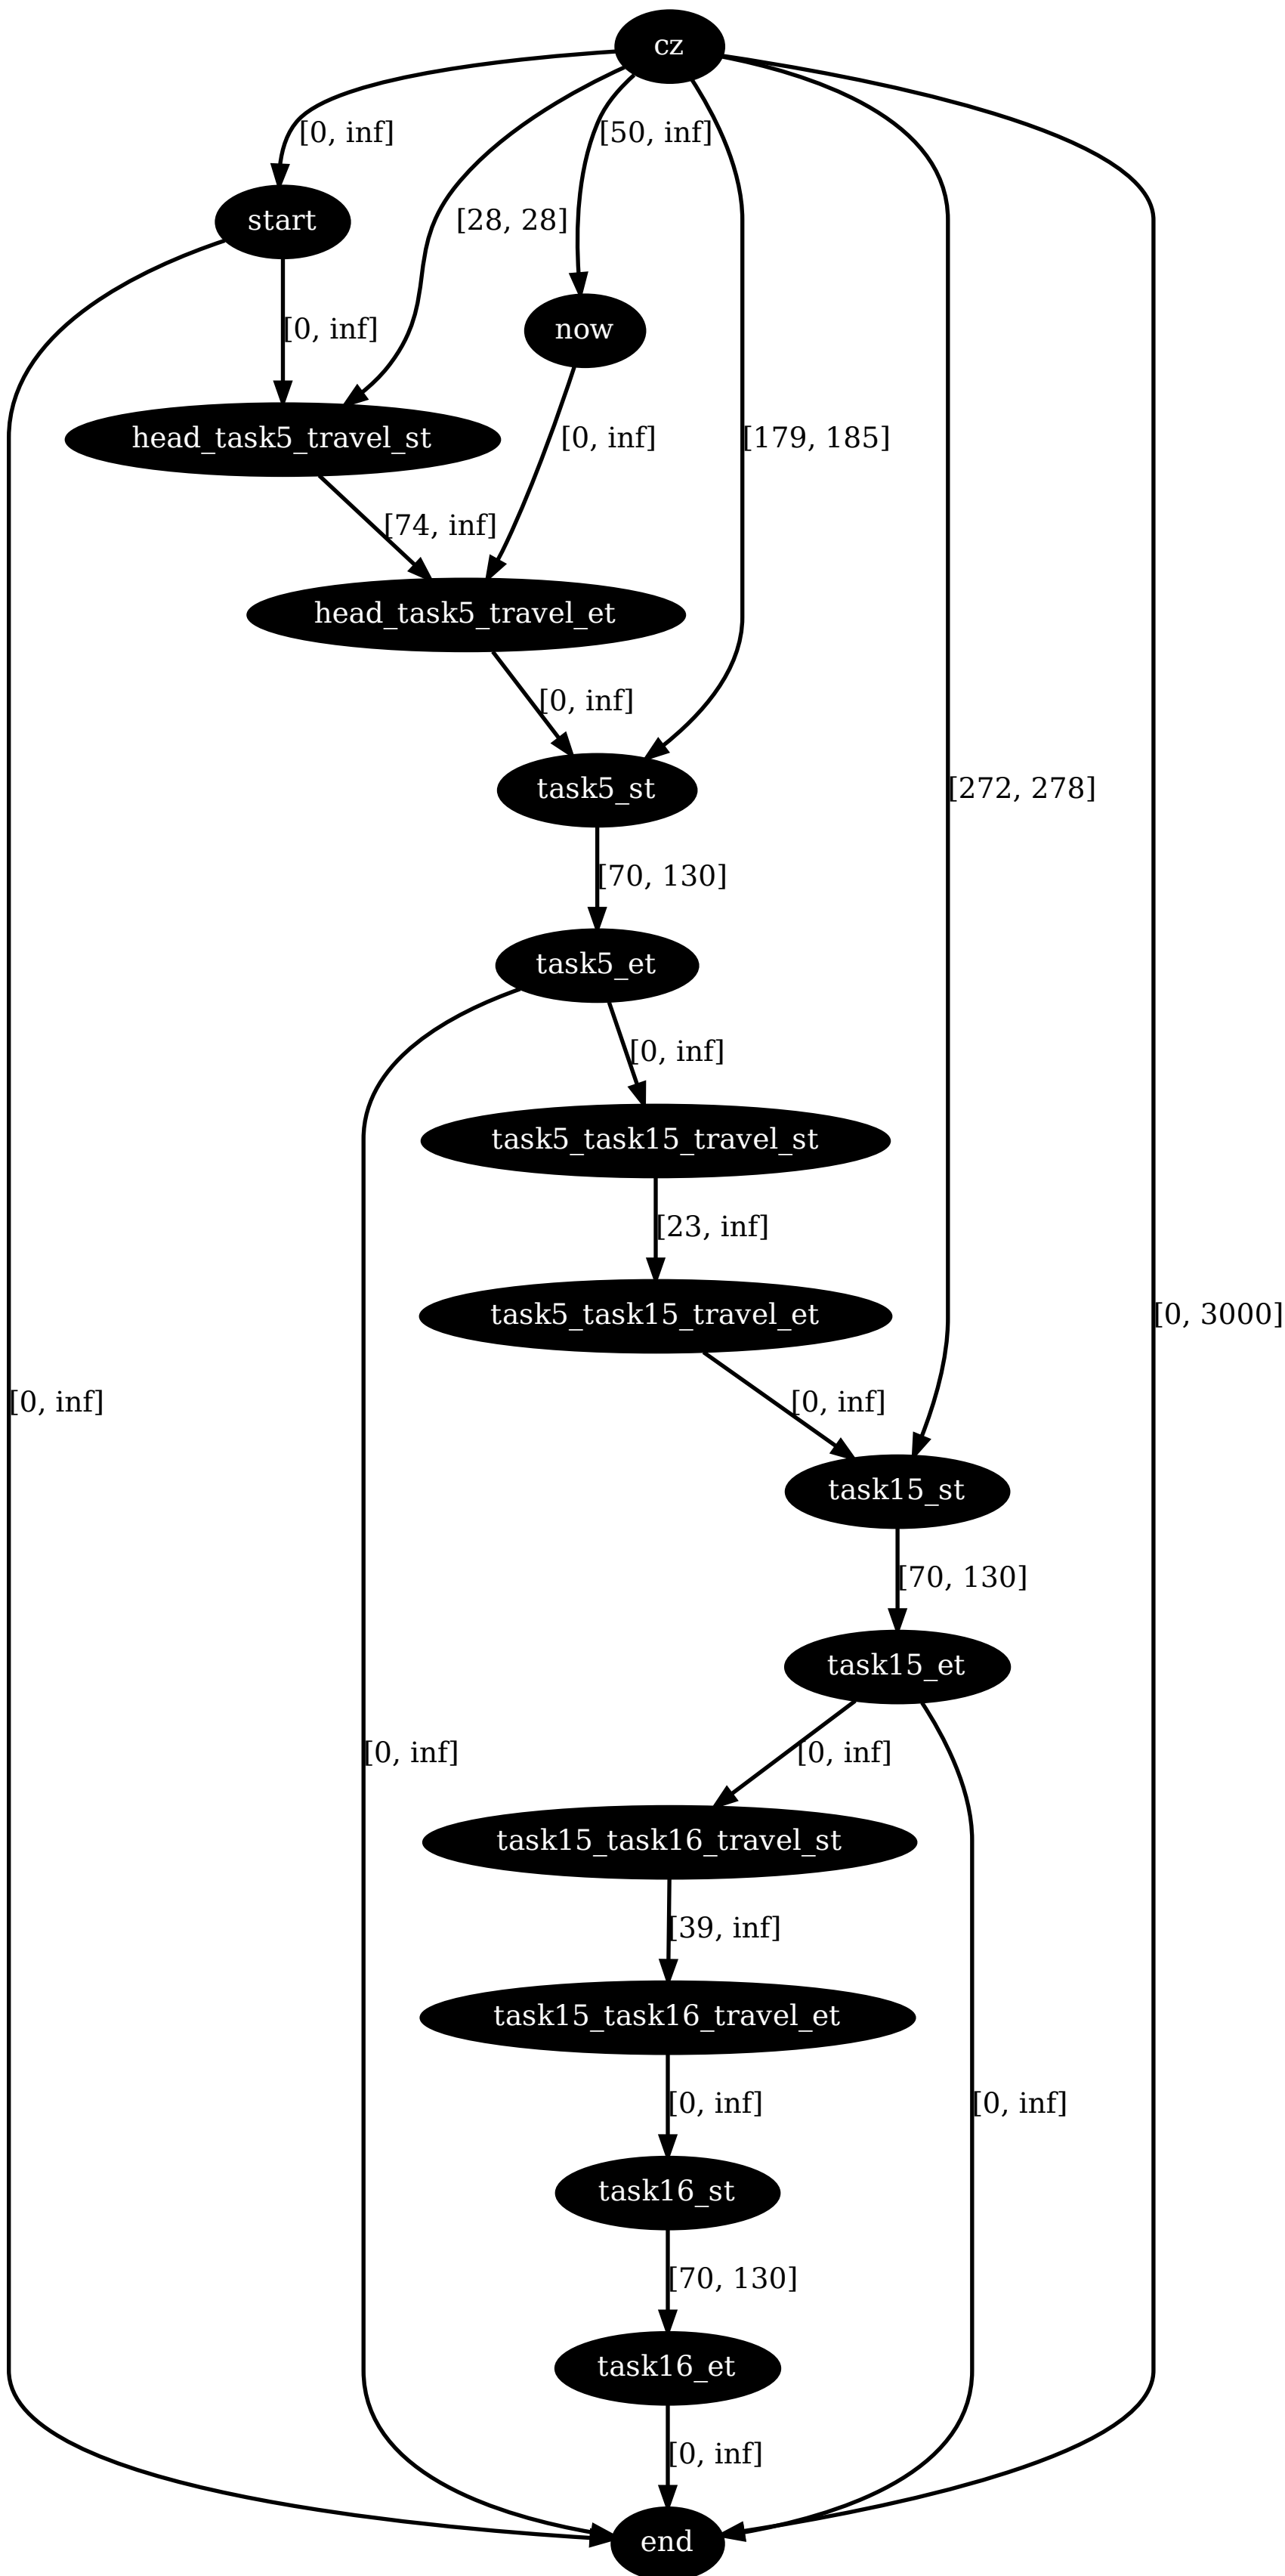 cz
[0, inf]
[50, inf]
start
[28, 28]
now
[0, inf]
head_task5_travel_st
[0, inf]
[179, 185]
[74, inf]
head_task5_travel_et
[0, inf]
task5_st
[272, 278]
[70, 130]
task5_et
[0, inf]
task5_task15_travel_st
[23, inf]
task5_task15_travel_et
[0, 3000]
[0, inf]
[0, inf]
task15_st
[70, 130]
task15_et
[0, inf]
[0, inf]
task15_task16_travel_st
[39, inf]
task15_task16_travel_et
[0, inf]
[0, inf]
task16_st
[70, 130]
task16_et
[0, inf]
end